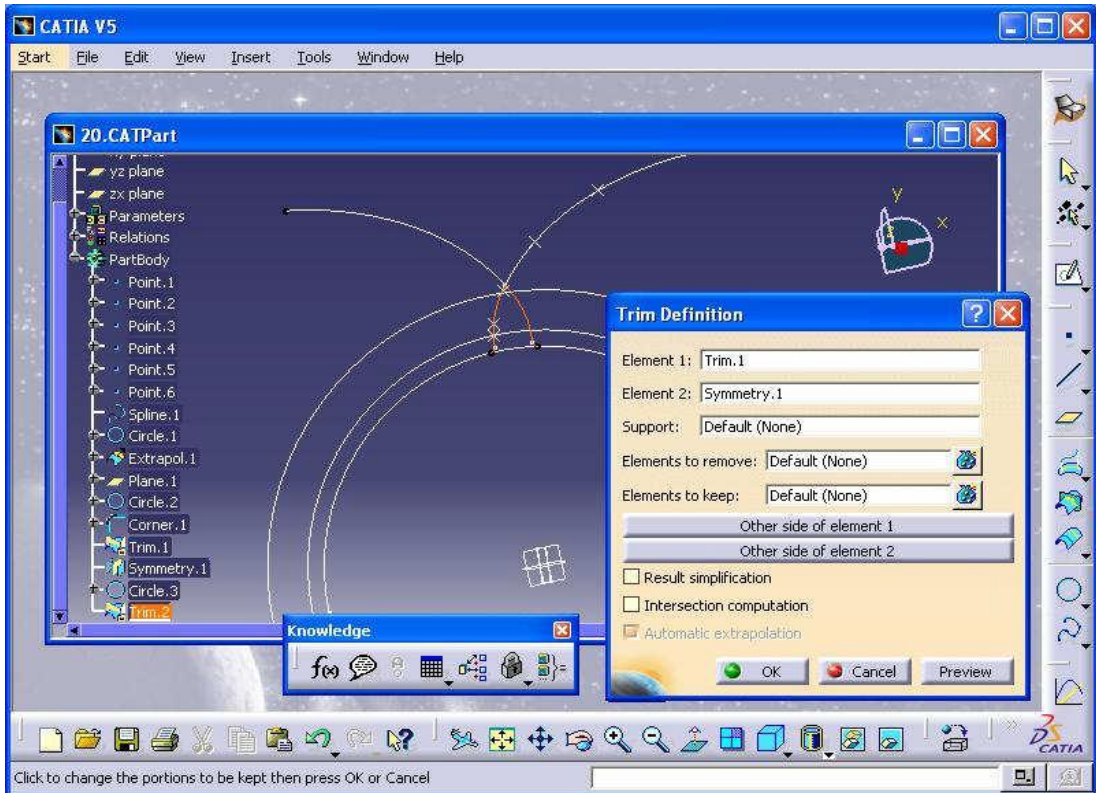 CATIA V5
Start File Edit View Insert Tools Window Help
20.CATPart
yz plane
zx plane
Parameters
Relations
PartBody
Point.1
Point.2
Point.3
Point.4
Point.5
Point.6
Spline.1
Circle.1
Extrapol.1
Plane.1
Circle.2
Corner.1
Trim.1
Symmetry.1
Circle.3
Trim.2
y
x
z
Trim Definition
Element 1: Trim.1
Element 2: Symmetry.1
Support: Default (None)
Elements to remove: Default (None)
Elements to keep: Default (None)
Other side of element 1
Other side of element 2
Result simplification
Intersection computation
Automatic extrapolation
OK Cancel Preview
Knowledge
f(x)
CATIA
Click to change the portions to be kept then press OK or Cancel